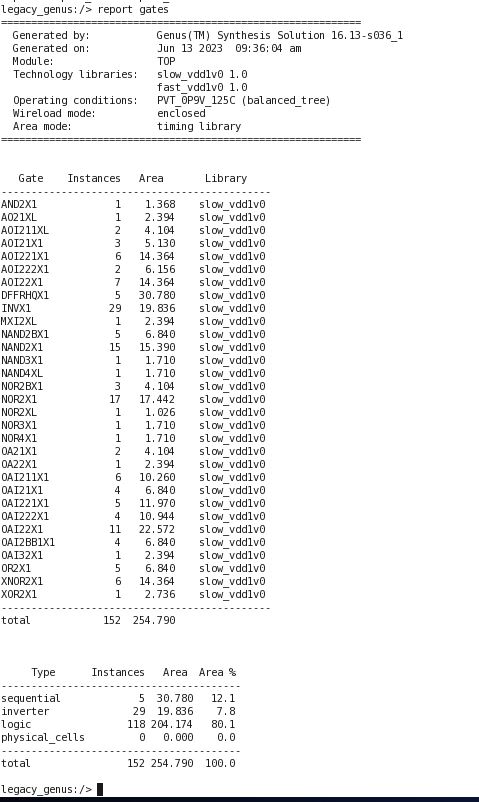 legacy_genus:/> report gates
============================================================
  Generated by:           Genus(TM) Synthesis Solution 16.13-s036_1
  Generated on:           Jun 13 2023  09:36:04 am
  Module:                 TOP
  Technology libraries:   slow_vdd1v0 1.0
                          fast_vdd1v0 1.0
  Operating conditions:   PVT_0P9V_125C (balanced_tree)
  Wireload mode:          enclosed
  Area mode:              timing library
============================================================
   Gate    Instances   Area       Library
---------------------------------------------
AND2X1             1    1.368    slow_vdd1v0
AO21XL             1    2.394    slow_vdd1v0
AOI211XL           2    4.104    slow_vdd1v0
AOI21X1            3    5.130    slow_vdd1v0
AOI221X1           6   14.364    slow_vdd1v0
AOI222X1           2    6.156    slow_vdd1v0
AOI22X1            7   14.364    slow_vdd1v0
DFFRHQX1           5   30.780    slow_vdd1v0
INVX1             29   19.836    slow_vdd1v0
MXI2XL             1    2.394    slow_vdd1v0
NAND2BX1           5    6.840    slow_vdd1v0
NAND2X1           15   15.390    slow_vdd1v0
NAND3X1            1    1.710    slow_vdd1v0
NAND4XL            1    1.710    slow_vdd1v0
NOR2BX1            3    4.104    slow_vdd1v0
NOR2X1            17   17.442    slow_vdd1v0
NOR2XL             1    1.026    slow_vdd1v0
NOR3X1             1    1.710    slow_vdd1v0
NOR4X1             1    1.710    slow_vdd1v0
OA21X1             2    4.104    slow_vdd1v0
OA22X1             1    2.394    slow_vdd1v0
OAI211X1           6   10.260    slow_vdd1v0
OAI21X1            4    6.840    slow_vdd1v0
OAI221X1           5   11.970    slow_vdd1v0
OAI222X1           4   10.944    slow_vdd1v0
OAI22X1           11   22.572    slow_vdd1v0
OAI2BB1X1          4    6.840    slow_vdd1v0
OAI32X1            1    2.394    slow_vdd1v0
OR2X1              5    6.840    slow_vdd1v0
XNOR2X1            6   14.364    slow_vdd1v0
XOR2X1             1    2.736    slow_vdd1v0
---------------------------------------------
total            152  254.790
     Type      Instances   Area  Area %
----------------------------------------
sequential             5  30.780   12.1
inverter              29  19.836    7.8
logic                118 204.174   80.1
physical_cells         0   0.000    0.0
----------------------------------------
total                152 254.790  100.0
legacy_genus:/>